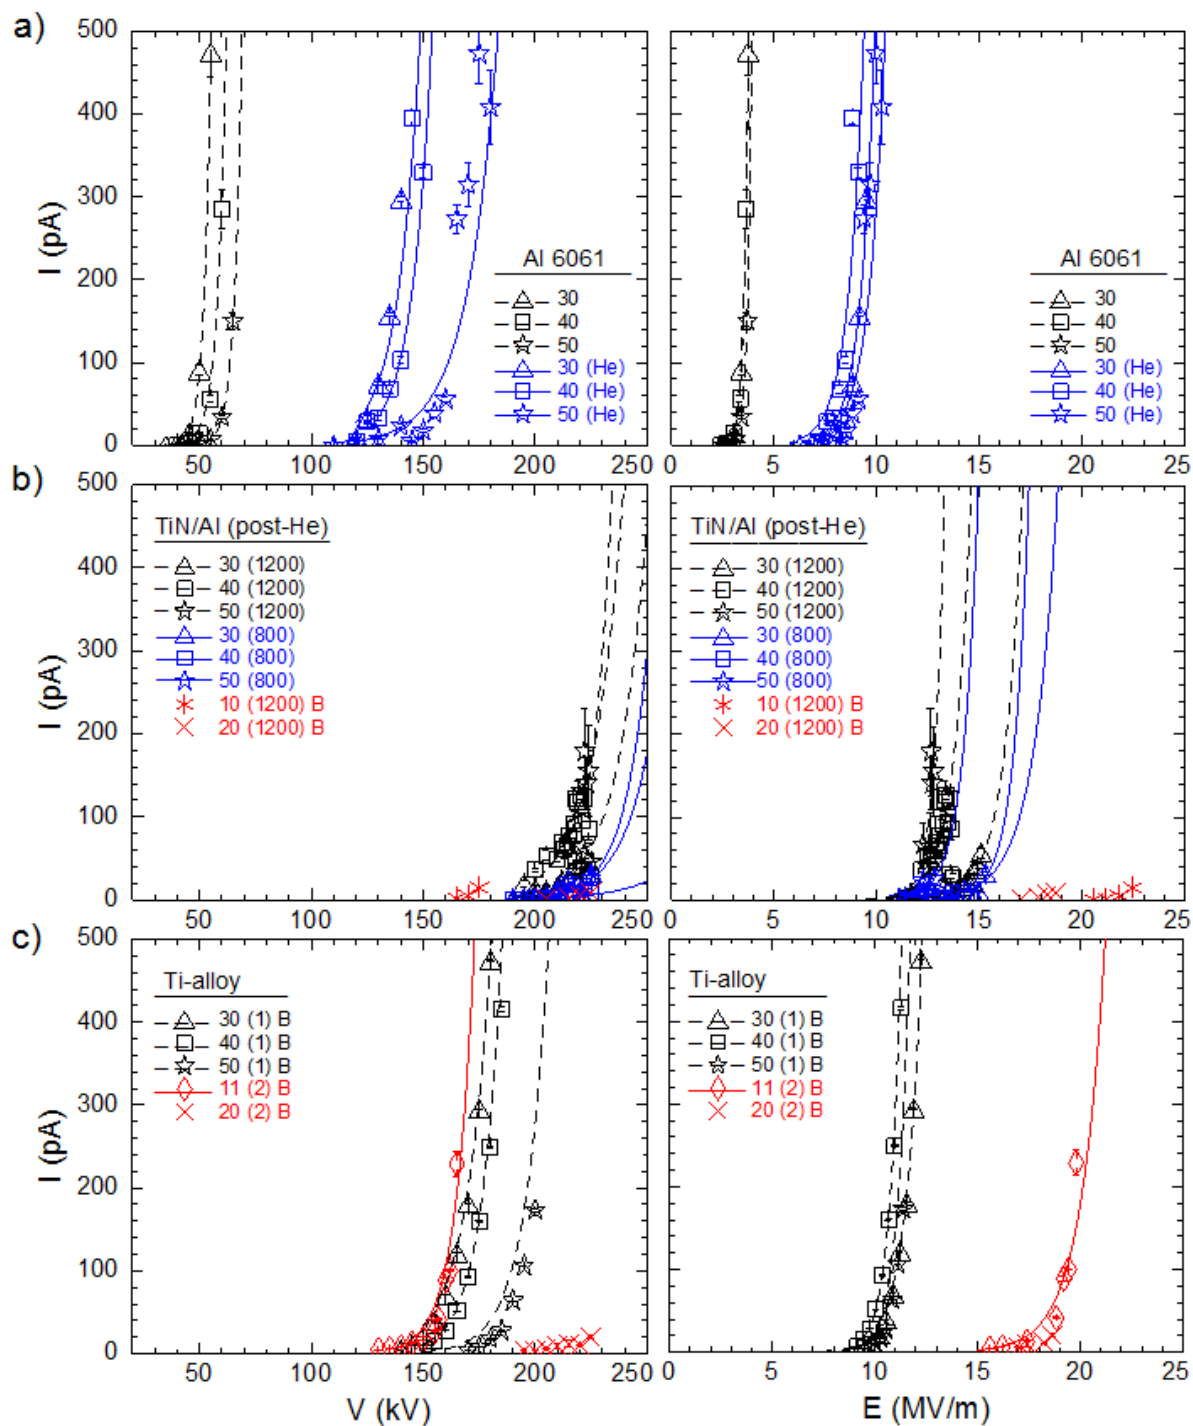 a)
500
400
300
200
100
0
I (pA)
50
100
150
200
250
Al 6061
30
40
50
30 (He)
40 (He)
50 (He)
0
5
10
15
20
25
Al 6061
30
40
50
30 (He)
40 (He)
50 (He)
b)
500
400
300
200
100
0
I (pA)
50
100
150
200
250
TiN/Al (post-He)
30 (1200)
40 (1200)
50 (1200)
30 (800)
40 (800)
50 (800)
10 (1200) B
20 (1200) B
0
5
10
15
20
25
TiN/Al (post-He)
30 (1200)
40 (1200)
50 (1200)
30 (800)
40 (800)
50 (800)
10 (1200) B
20 (1200) B
c)
500
400
300
200
100
0
I (pA)
50
100
150
200
250
V (kV)
Ti-alloy
30 (1) B
40 (1) B
50 (1) B
11 (2) B
20 (2) B
0
5
10
15
20
25
E (MV/m)
Ti-alloy
30 (1) B
40 (1) B
50 (1) B
11 (2) B
20 (2) B